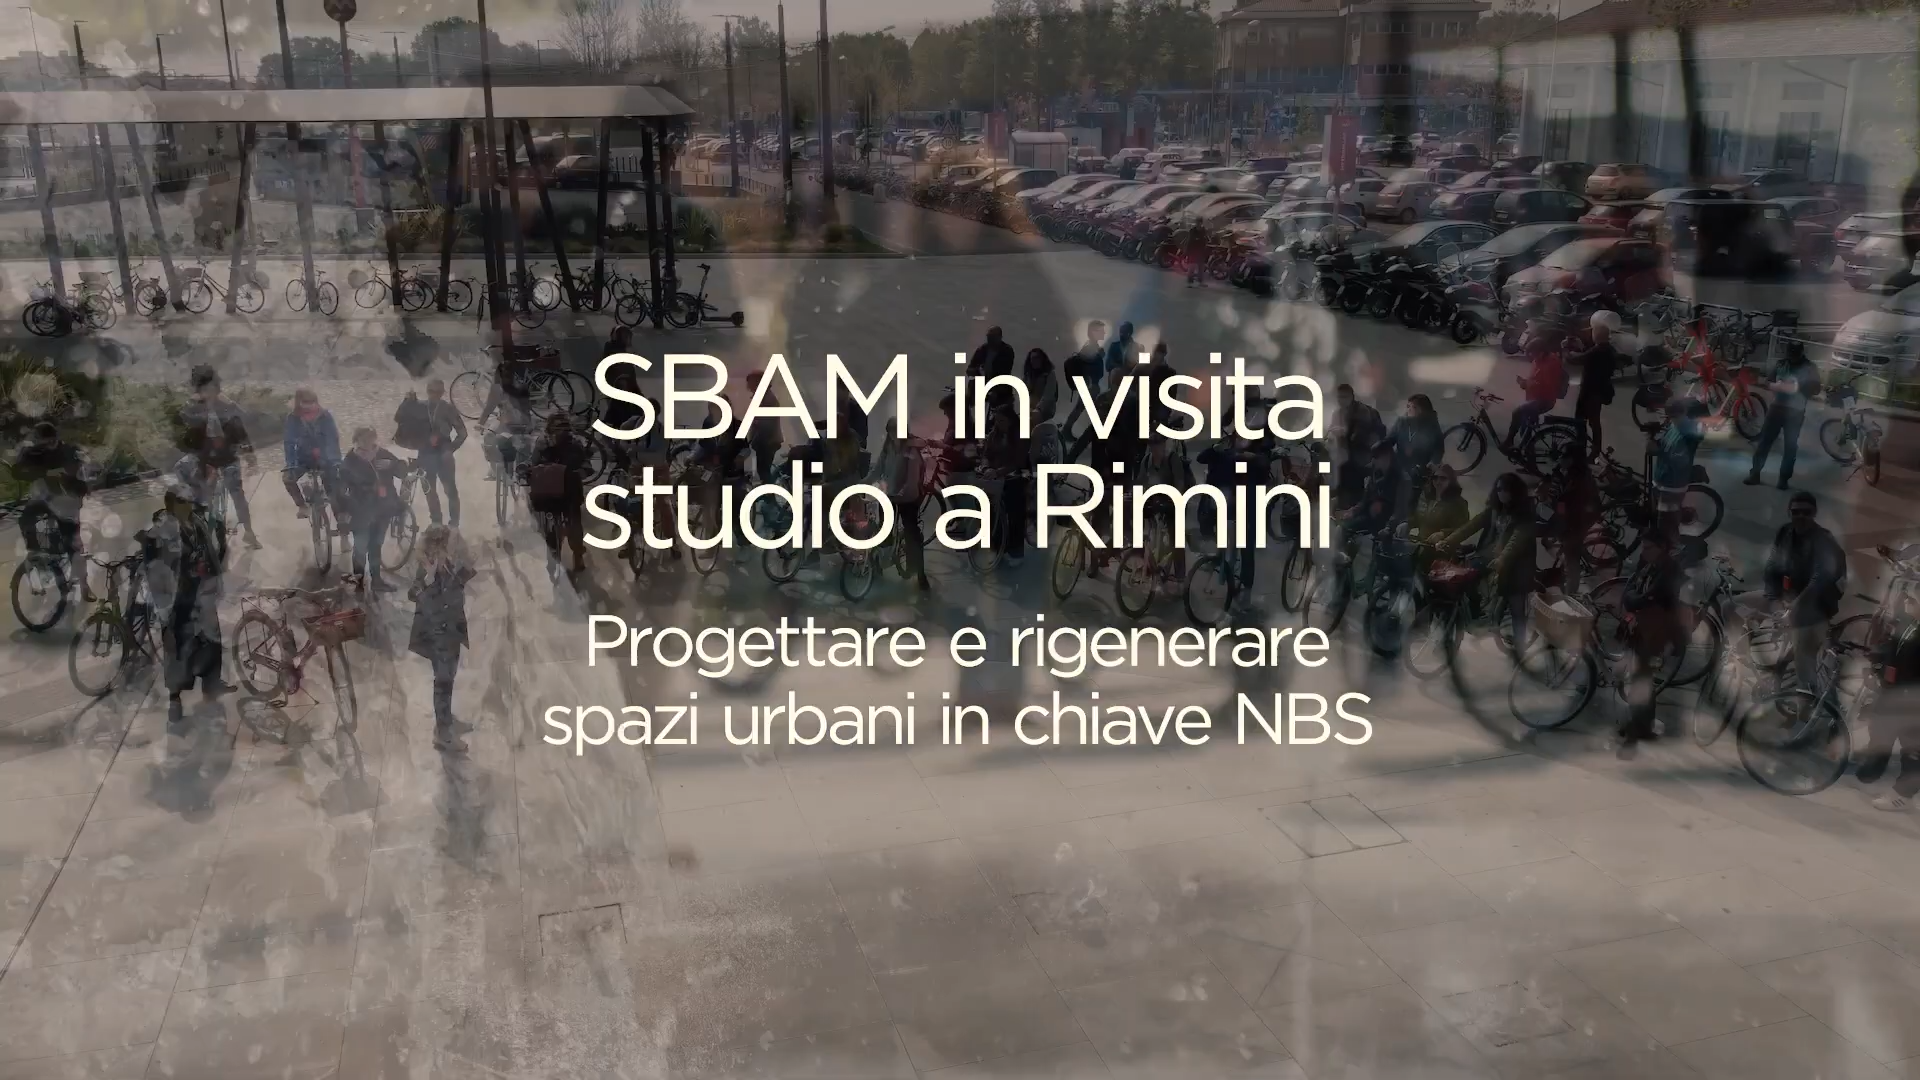 SBAM in visita
studio a Rimini
Progettare e rigenerare
spazi urbani in chiave NBS